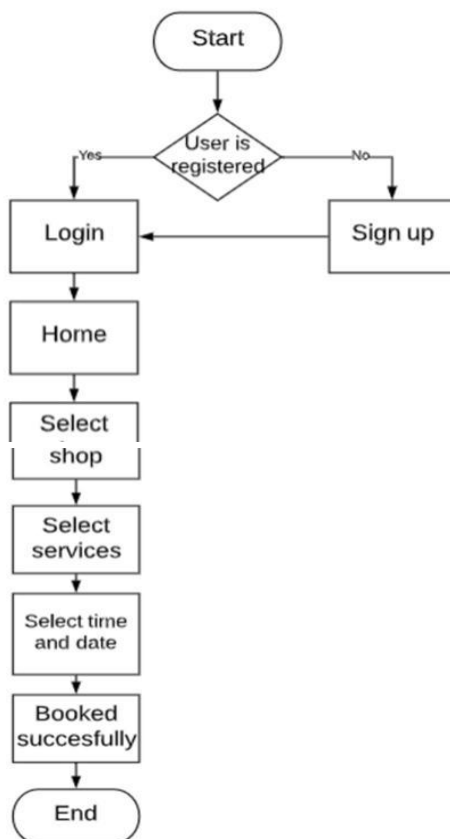 Start
User is
registered
Yes
No
Login
Sign up
Home
Select
shop
Select
services
Select time
and date
Booked
succesfully
End